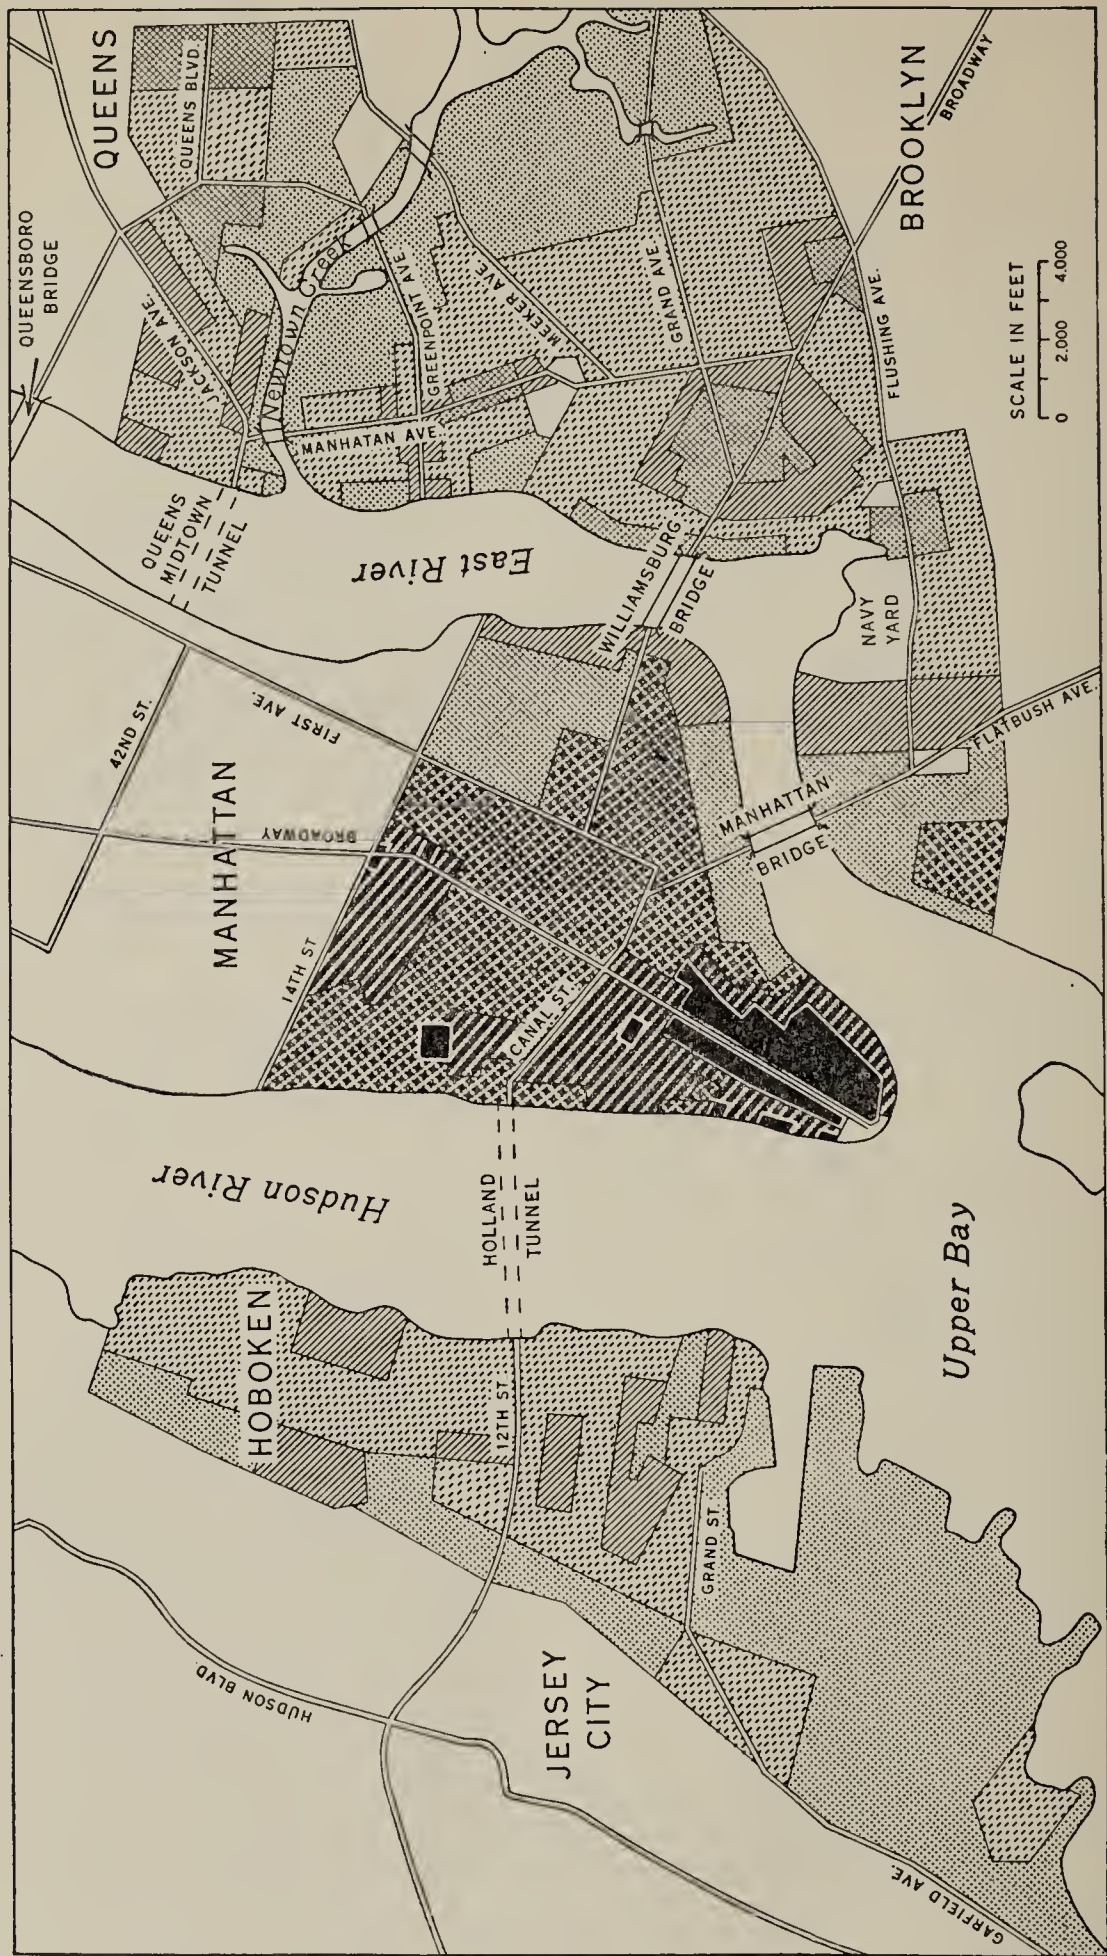 QUEENSBORO
BRIDGE
QUEENS
QUEENS BLVD
JACKSON AVE.
Newtown Creek
GREENPOINT AVE.
MANHATAN AVE
MEEKER AVE.
GRAND AVE.
BROOKLYN
BROADWAY
FLUSHING AVE.
SCALE IN FEET
0 2,000 4,000
QUEENS
MIDTOWN
TUNNEL
East River
WILLIAMSBURG
BRIDGE
NAVY
YARD
FLATBUSH AVE.
42ND ST.
FIRST AVE.
MANHATTAN
BROADWAY
14TH ST
CANAL ST.
MANHATTAN
BRIDGE
Hudson River
HOLLAND
TUNNEL
Upper Bay
HOBOKEN
12TH ST
GRAND ST.
HUDSON BLVD.
JERSEY
CITY
GARFIELD AVE.